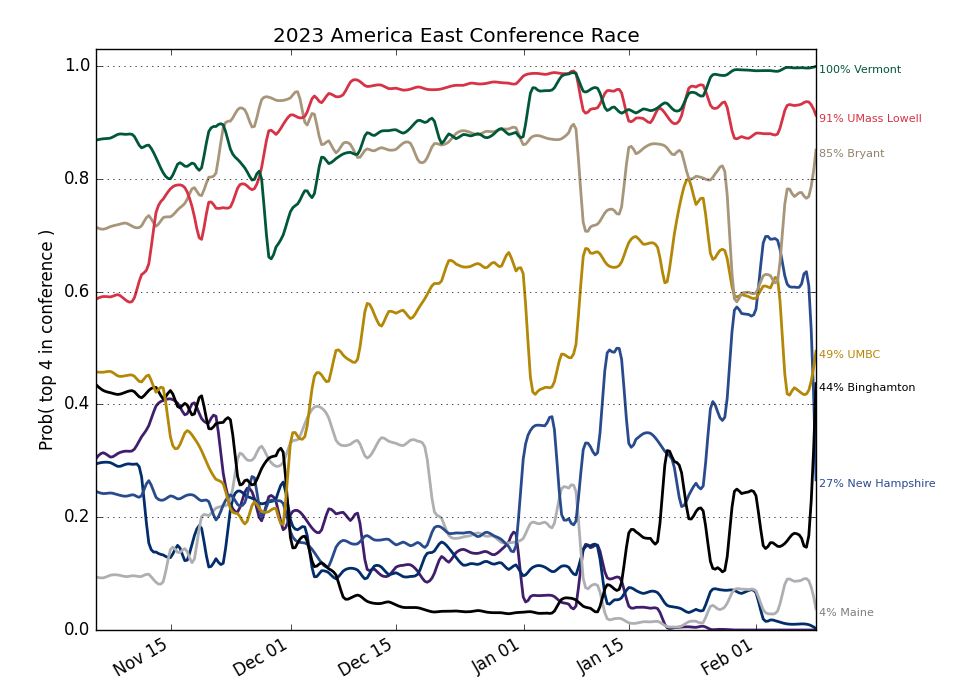 2023 America East Conference Race
Prob( top 4 in conference )
1.0
0.8
0.6
0.4
0.2
0.0
Nov 15
Dec 01
Dec 15
Jan 01
Jan 15
Feb 01
100% Vermont
91% UMass Lowell
85% Bryant
49% UMBC
44% Binghamton
27% New Hampshire
4% Maine